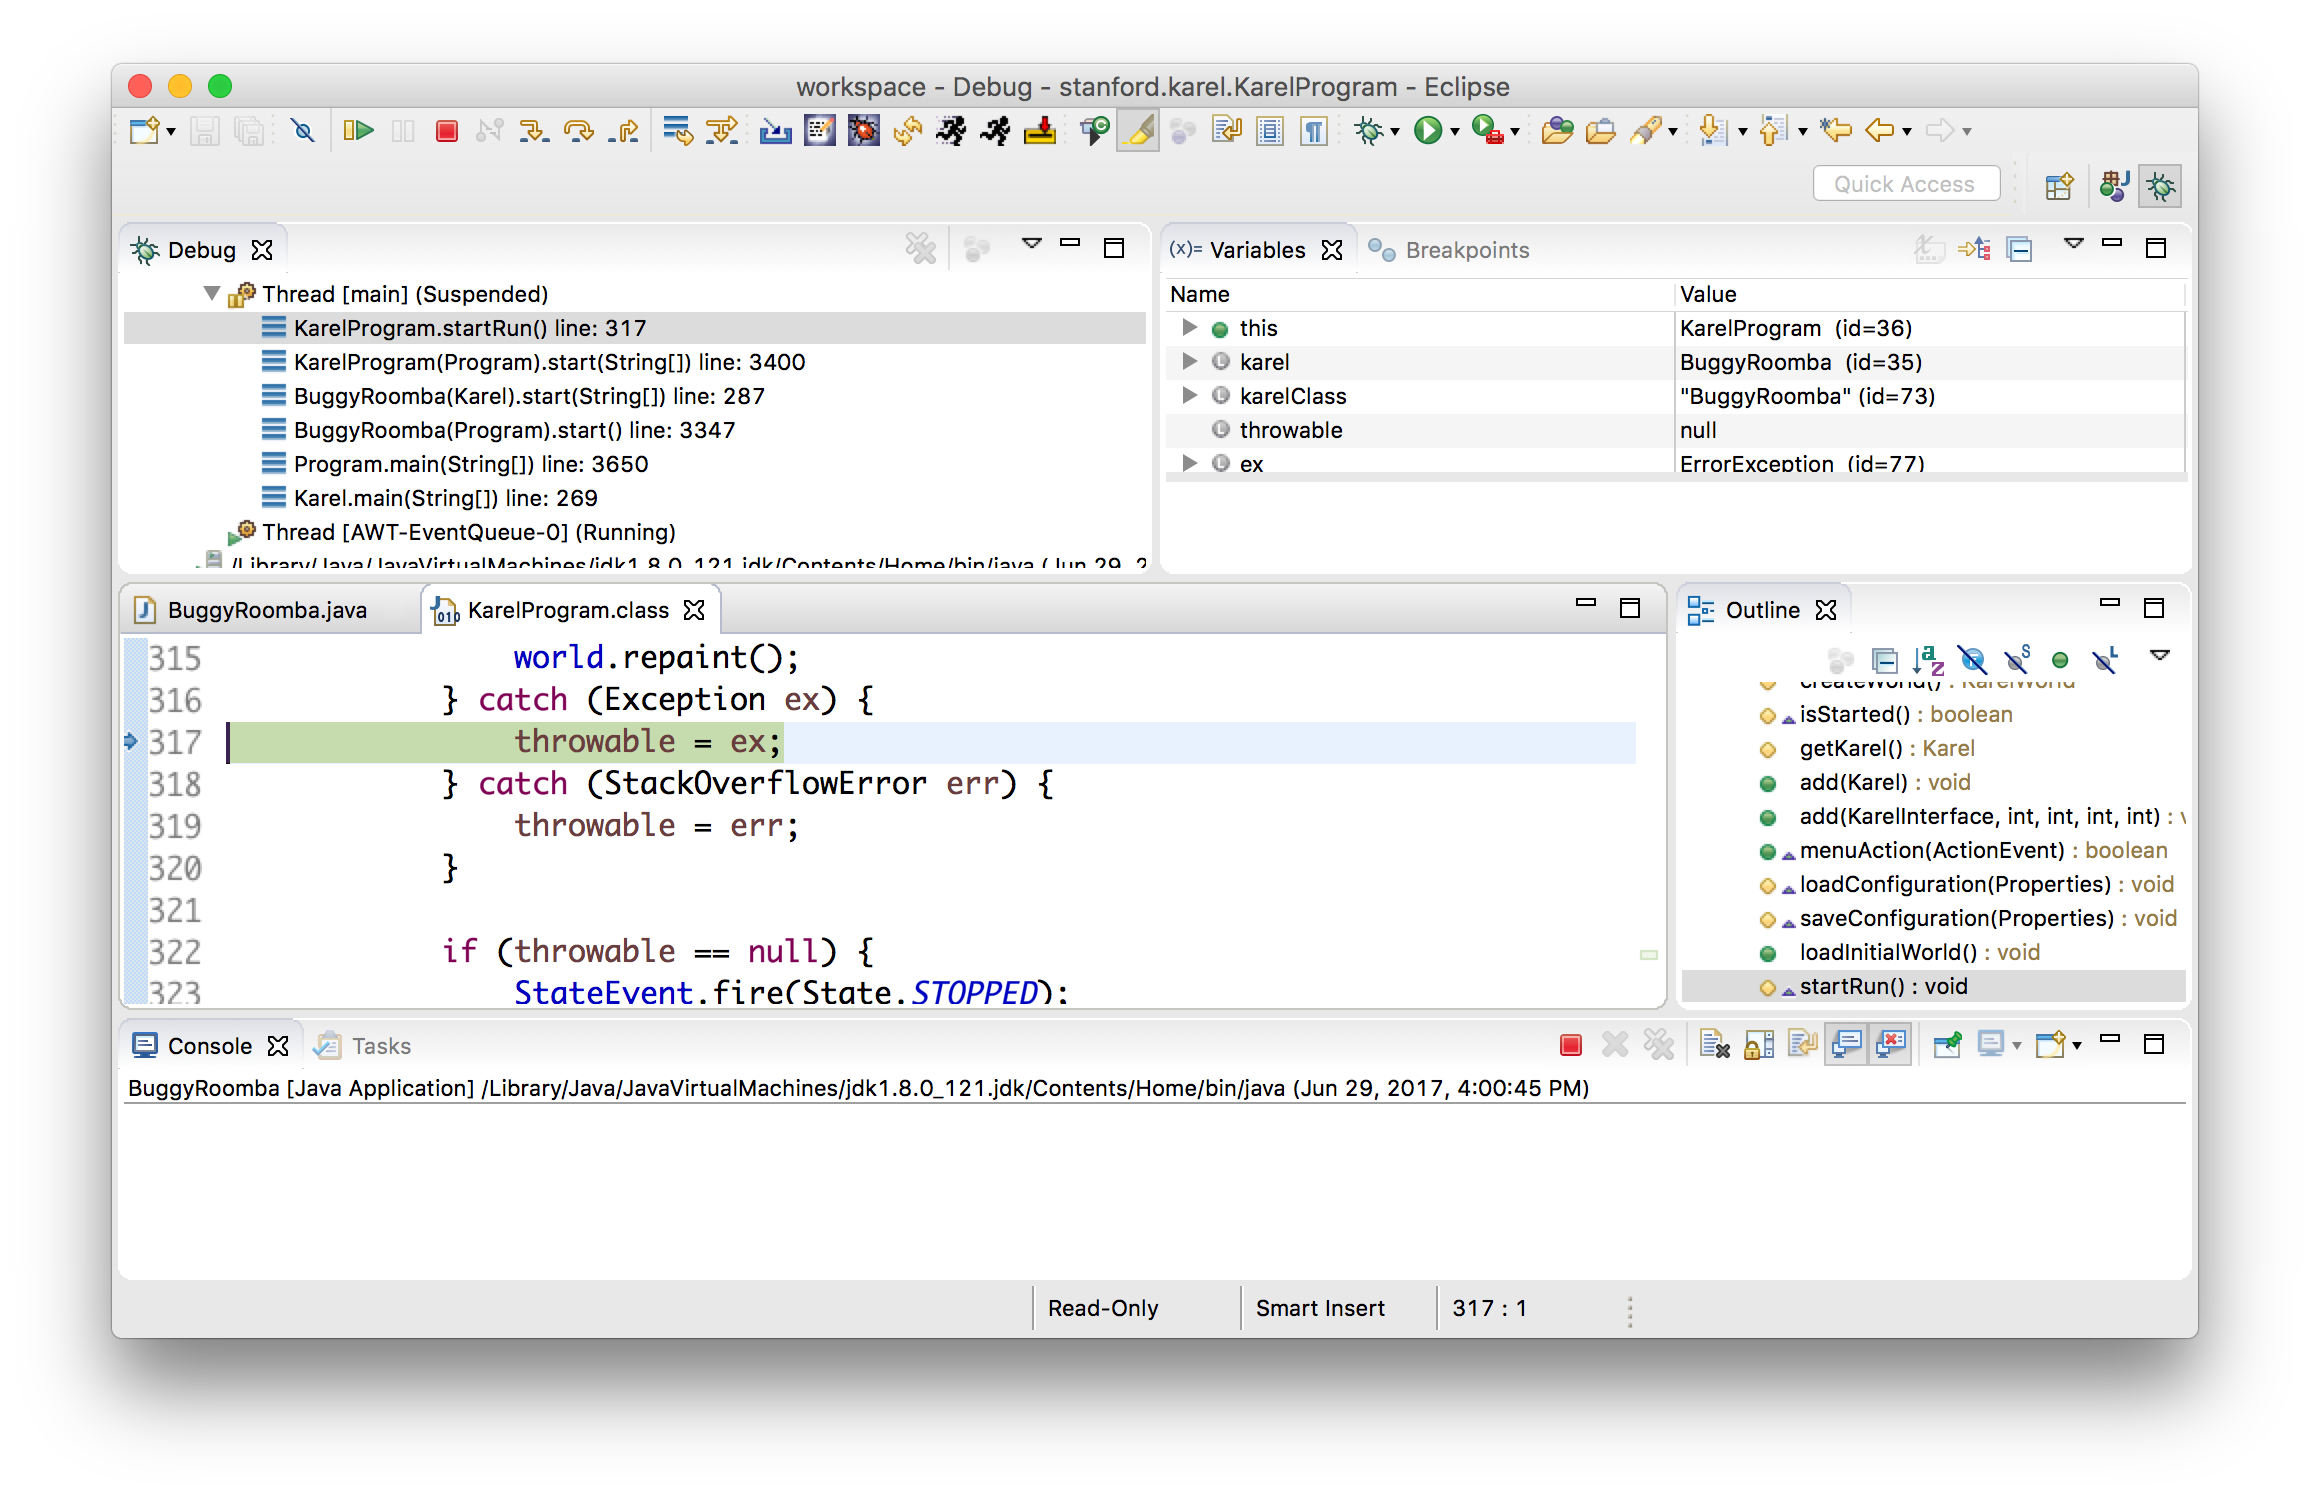 workspace - Debug - stanford.karel.KarelProgram - Eclipse
Quick Access
Debug
Thread [main] (Suspended)
KarelProgram.startRun() line: 317
KarelProgram(Program).start(String[]) line: 3400
BuggyRoomba(Karel).start(String[]) line: 287
BuggyRoomba(Program).start() line: 3347
Program.main(String[]) line: 3650
Karel.main(String[]) line: 269
Thread [AWT-EventQueue-0] (Running)
/Library/Java/JavaVirtualMachines/jdk1.8.0_121.jdk/Contents/Home/bin/java (Jun 29, 2
(x)= Variables Breakpoints
Name Value
this KarelProgram (id=36)
karel BuggyRoomba (id=35)
karelClass "BuggyRoomba" (id=73)
throwable null
ex ErrorException (id=77)
BuggyRoomba.java KarelProgram.class
315 world.repaint();
316 } catch (Exception ex) {
317 throwable = ex;
318 } catch (StackOverflowError err) {
319 throwable = err;
320 }
321
322 if (throwable == null) {
323 StateEvent.fire(State.STOPPED);
Outline
createWorld() : KarelWorld
isStarted() : boolean
getKarel() : Karel
add(Karel) : void
add(KarelInterface, int, int, int, int) : v
menuAction(ActionEvent) : boolean
loadConfiguration(Properties) : void
saveConfiguration(Properties) : void
loadInitialWorld() : void
startRun() : void
Console Tasks
BuggyRoomba [Java Application] /Library/Java/JavaVirtualMachines/jdk1.8.0_121.jdk/Contents/Home/bin/java (Jun 29, 2017, 4:00:45 PM)
Read-Only Smart Insert 317 : 1